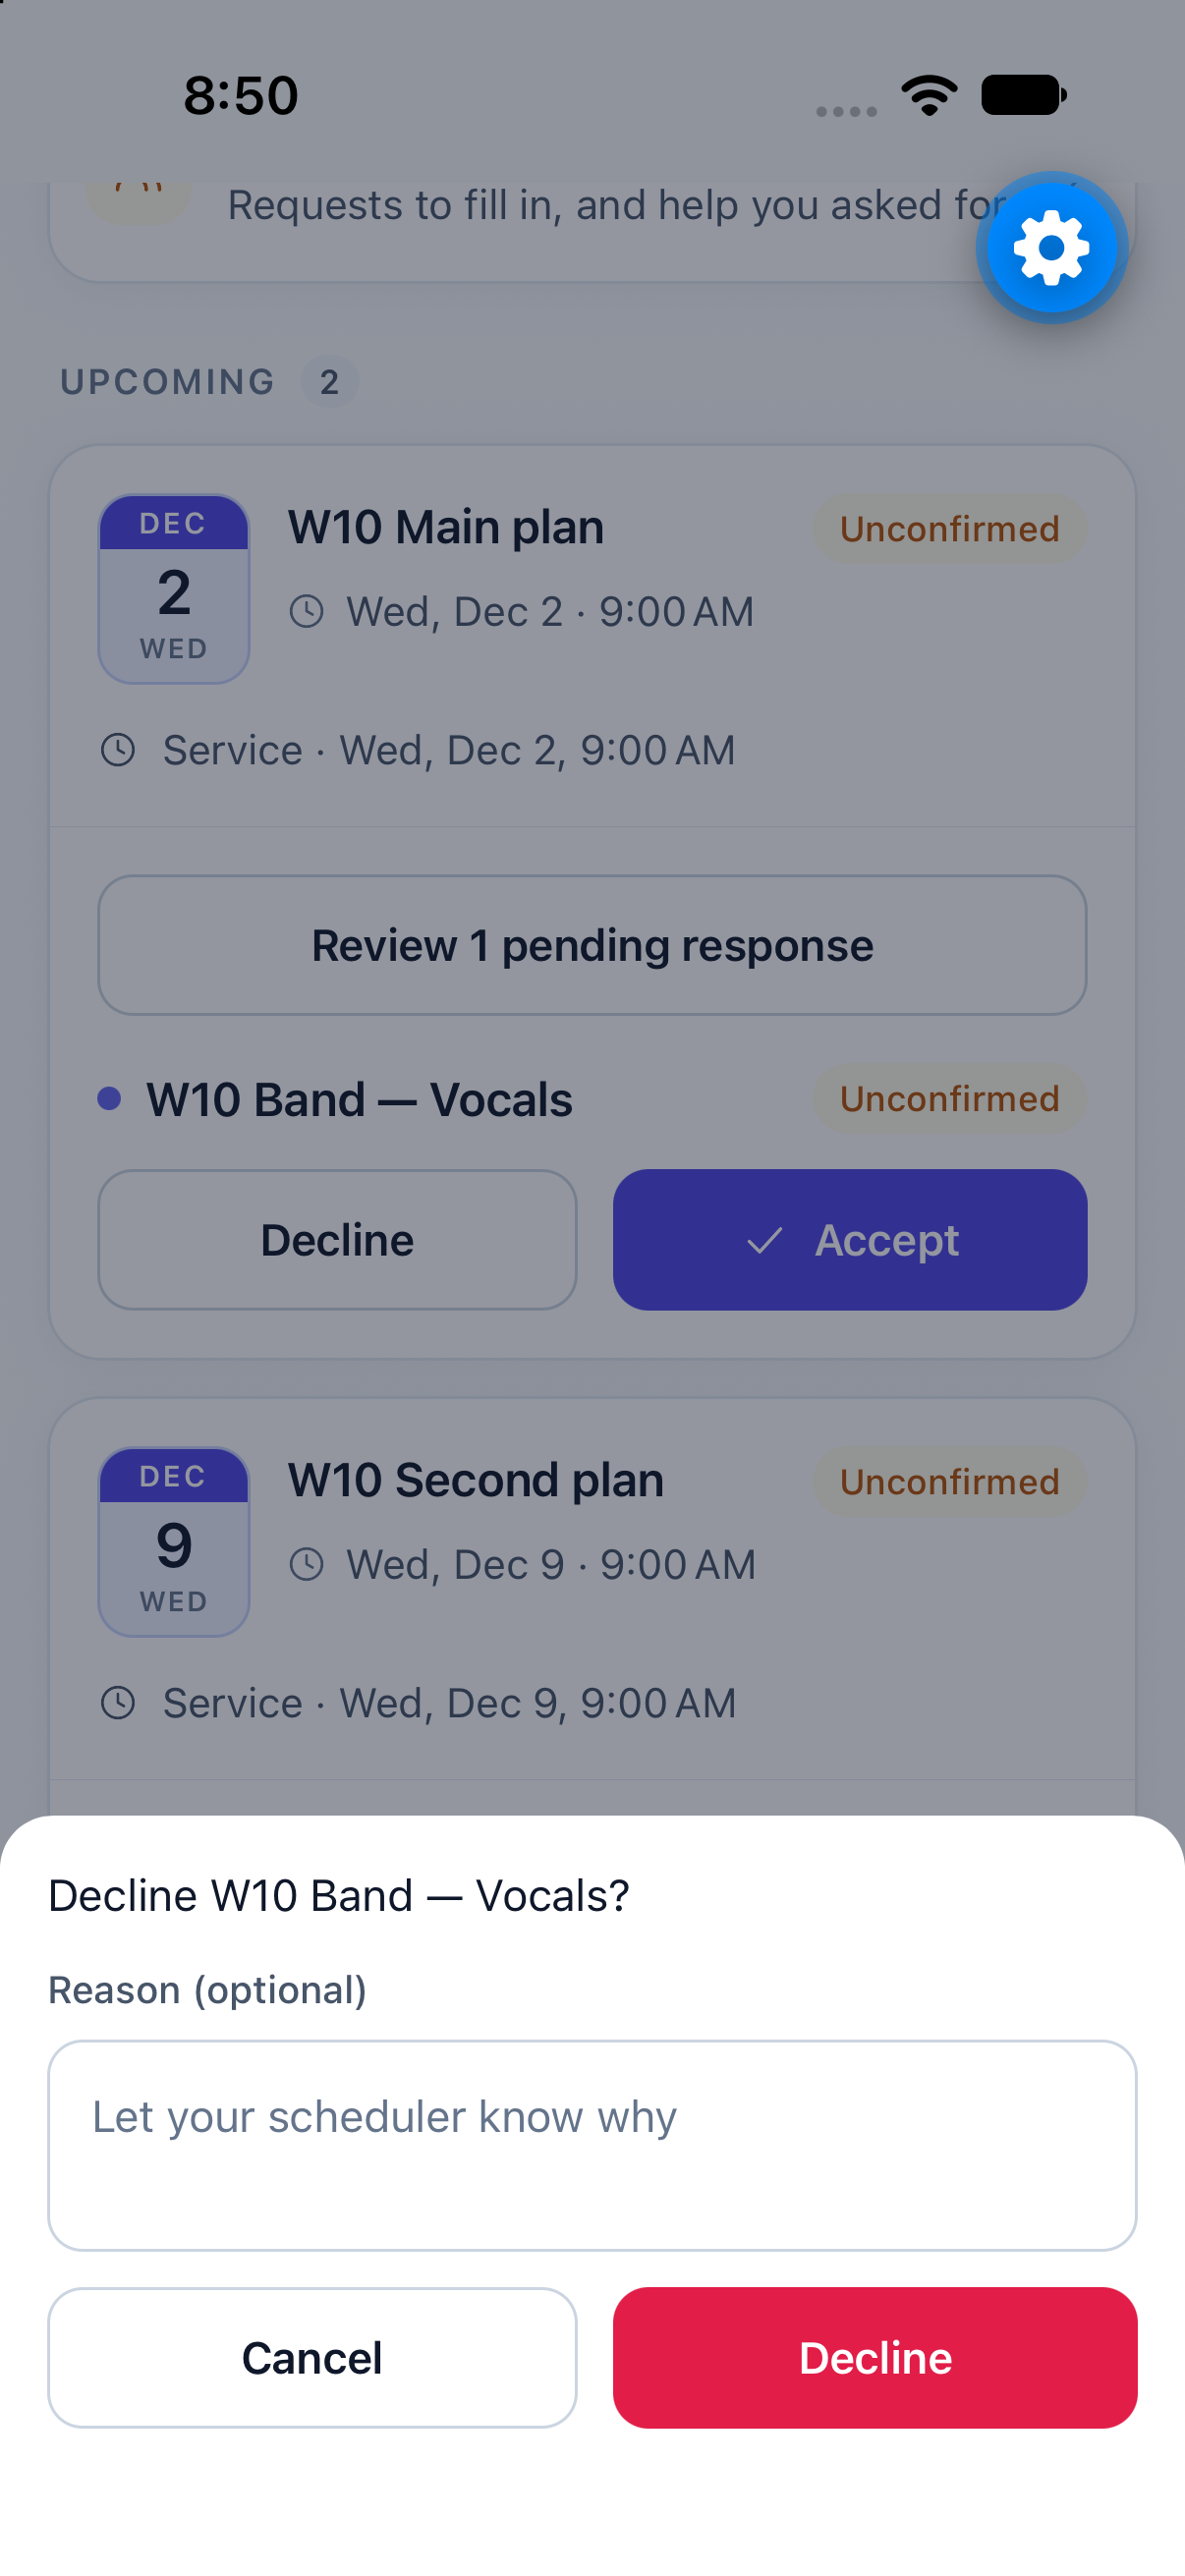 8:50
Requests to fill in, and help you asked for
UPCOMING 2
DEC
2
WED
W10 Main plan
Unconfirmed
Wed, Dec 2 · 9:00 AM
Service · Wed, Dec 2, 9:00 AM
Review 1 pending response
W10 Band — Vocals
Unconfirmed
Decline
Accept
DEC
9
WED
W10 Second plan
Unconfirmed
Wed, Dec 9 · 9:00 AM
Service · Wed, Dec 9, 9:00 AM
Decline W10 Band — Vocals?
Reason (optional)
Let your scheduler know why
Cancel
Decline